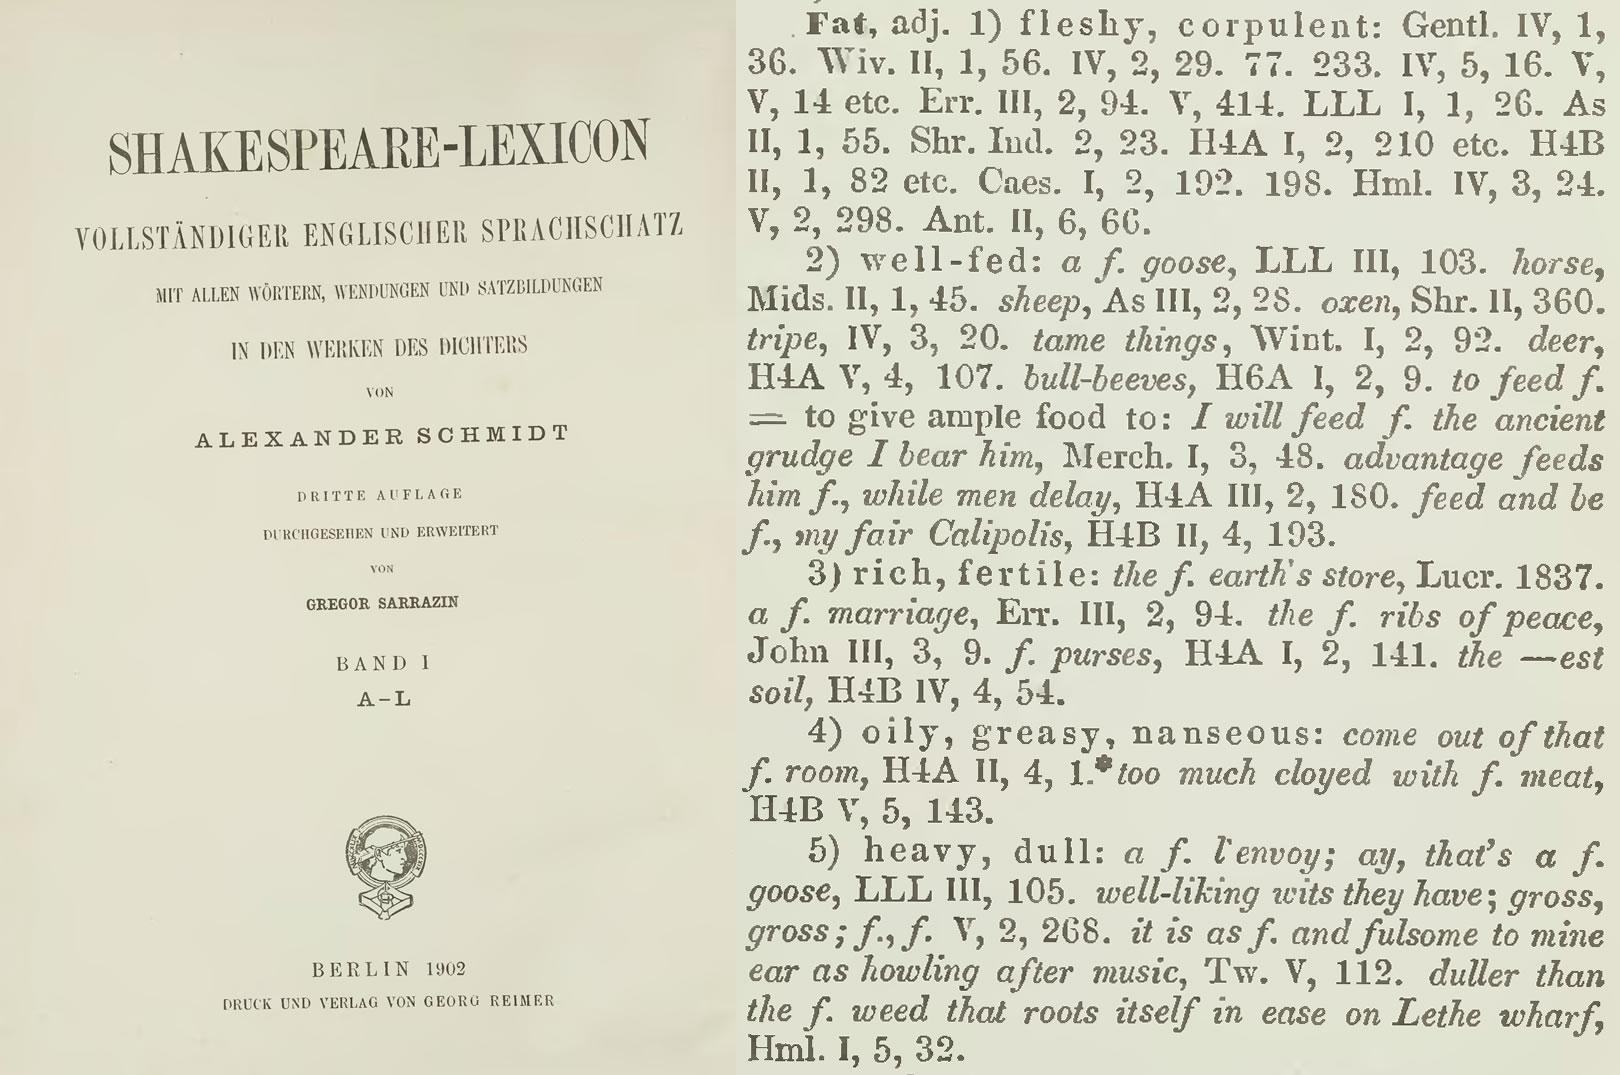 SHAKESPEARE-LEXICON
VOLLSTÄNDIGER ENGLISCHER SPRACHSCHATZ
MIT ALLEN WÖRTERN, WENDUNGEN UND SATZBILDUNGEN
IN DEN WERKEN DES DICHTERS
VON
ALEXANDER SCHMIDT
DRITTE AUFLAGE
DURCHGESEHEN UND ERWEITERT
VON
GREGOR SARRAZIN
BAND I
A-L
BERLIN 1902
DRUCK UND VERLAG VON GEORG REIMER
Fat, adj. 1) fleshy, corpulent: Gentl. IV, 1,
36. Wiv. II, 1, 56. IV, 2, 29. 77. 233. IV, 5, 16. V,
V, 14 etc. Err. III, 2, 94. V, 414. LLL I, 1, 26. As
II, 1, 55. Shr. Ind. 2, 23. H4A I, 2, 210 etc. H4B
II, 1, 82 etc. Caes. I, 2, 192. 198. Hml. IV, 3, 24.
V, 2, 298. Ant. II, 6, 66.
2) well-fed: a f. goose, LLL III, 103. horse,
Mids. II, 1, 45. sheep, As III, 2, 28. oxen, Shr. II, 360.
tripe, IV, 3, 20. tame things, Wint. I, 2, 92. deer,
H4A V, 4, 107. bull-beeves, H6A I, 2, 9. to feed f.
= to give ample food to: I will feed f. the ancient
grudge I bear him, Merch. I, 3, 48. advantage feeds
him f., while men delay, H4A III, 2, 180. feed and be
f., my fair Calipolis, H4B II, 4, 193.
3) rich, fertile: the f. earth's store, Lucr. 1837.
a f. marriage, Err. III, 2, 94. the f. ribs of peace,
John III, 3, 9. f. purses, H4A I, 2, 141. the —est
soil, H4B IV, 4, 54.
4) oily, greasy, nanseous: come out of that
f. room, H4A II, 4, 1.* too much cloyed with f. meat,
H4B V, 5, 143.
5) heavy, dull: a f. l'envoy; ay, that's a f.
goose, LLL III, 105. well-liking wits they have; gross,
gross; f., f. V, 2, 268. it is as f. and fulsome to mine
ear as howling after music, Tw. V, 112. duller than
the f. weed that roots itself in ease on Lethe wharf,
Hml. I, 5, 32.